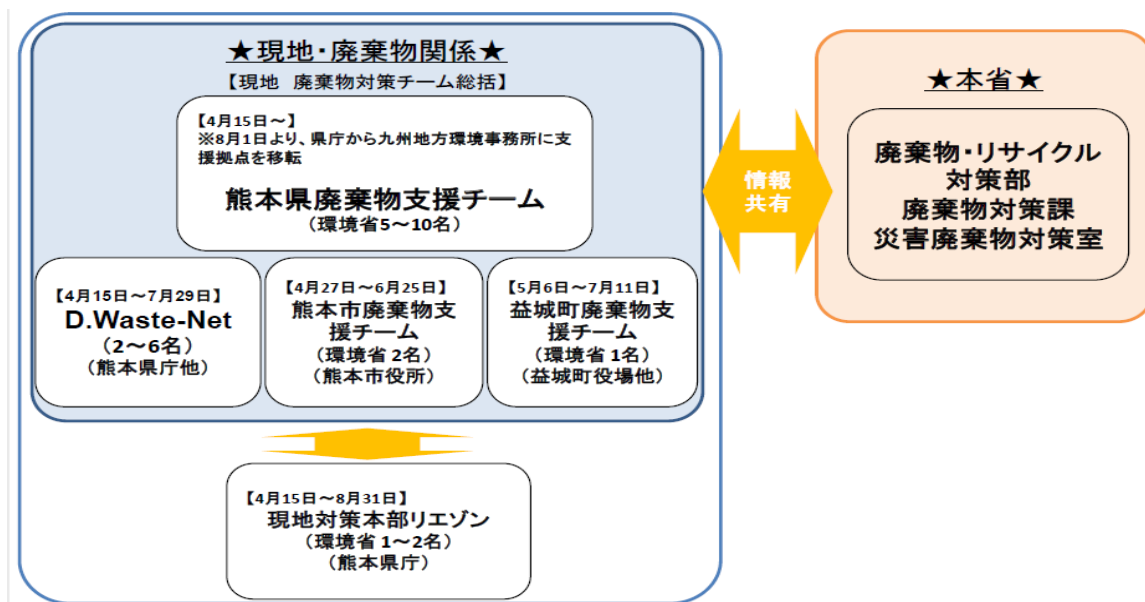 ★現地・廃棄物関係★
【現地 廃棄物対策チーム総括】
【4月15日～】
※8月1日より、県庁から九州地方環境事務所に支
援拠点を移転
熊本県廃棄物支援チーム
（環境省5～10名）
【4月15日～7月29日】
D.Waste-Net
（2～6名）
（熊本県庁他）
【4月27日～6月25日】
熊本市廃棄物支
援チーム
（環境省 2名）
（熊本市役所）
【5月6日～7月11日】
益城町廃棄物支
援チーム
（環境省 1名）
（益城町役場他）
【4月15日～8月31日】
現地対策本部リエゾン
（環境省 1～2名）
（熊本県庁）
情報
共有
★本省★
廃棄物・リサイクル
対策部
廃棄物対策課
災害廃棄物対策室